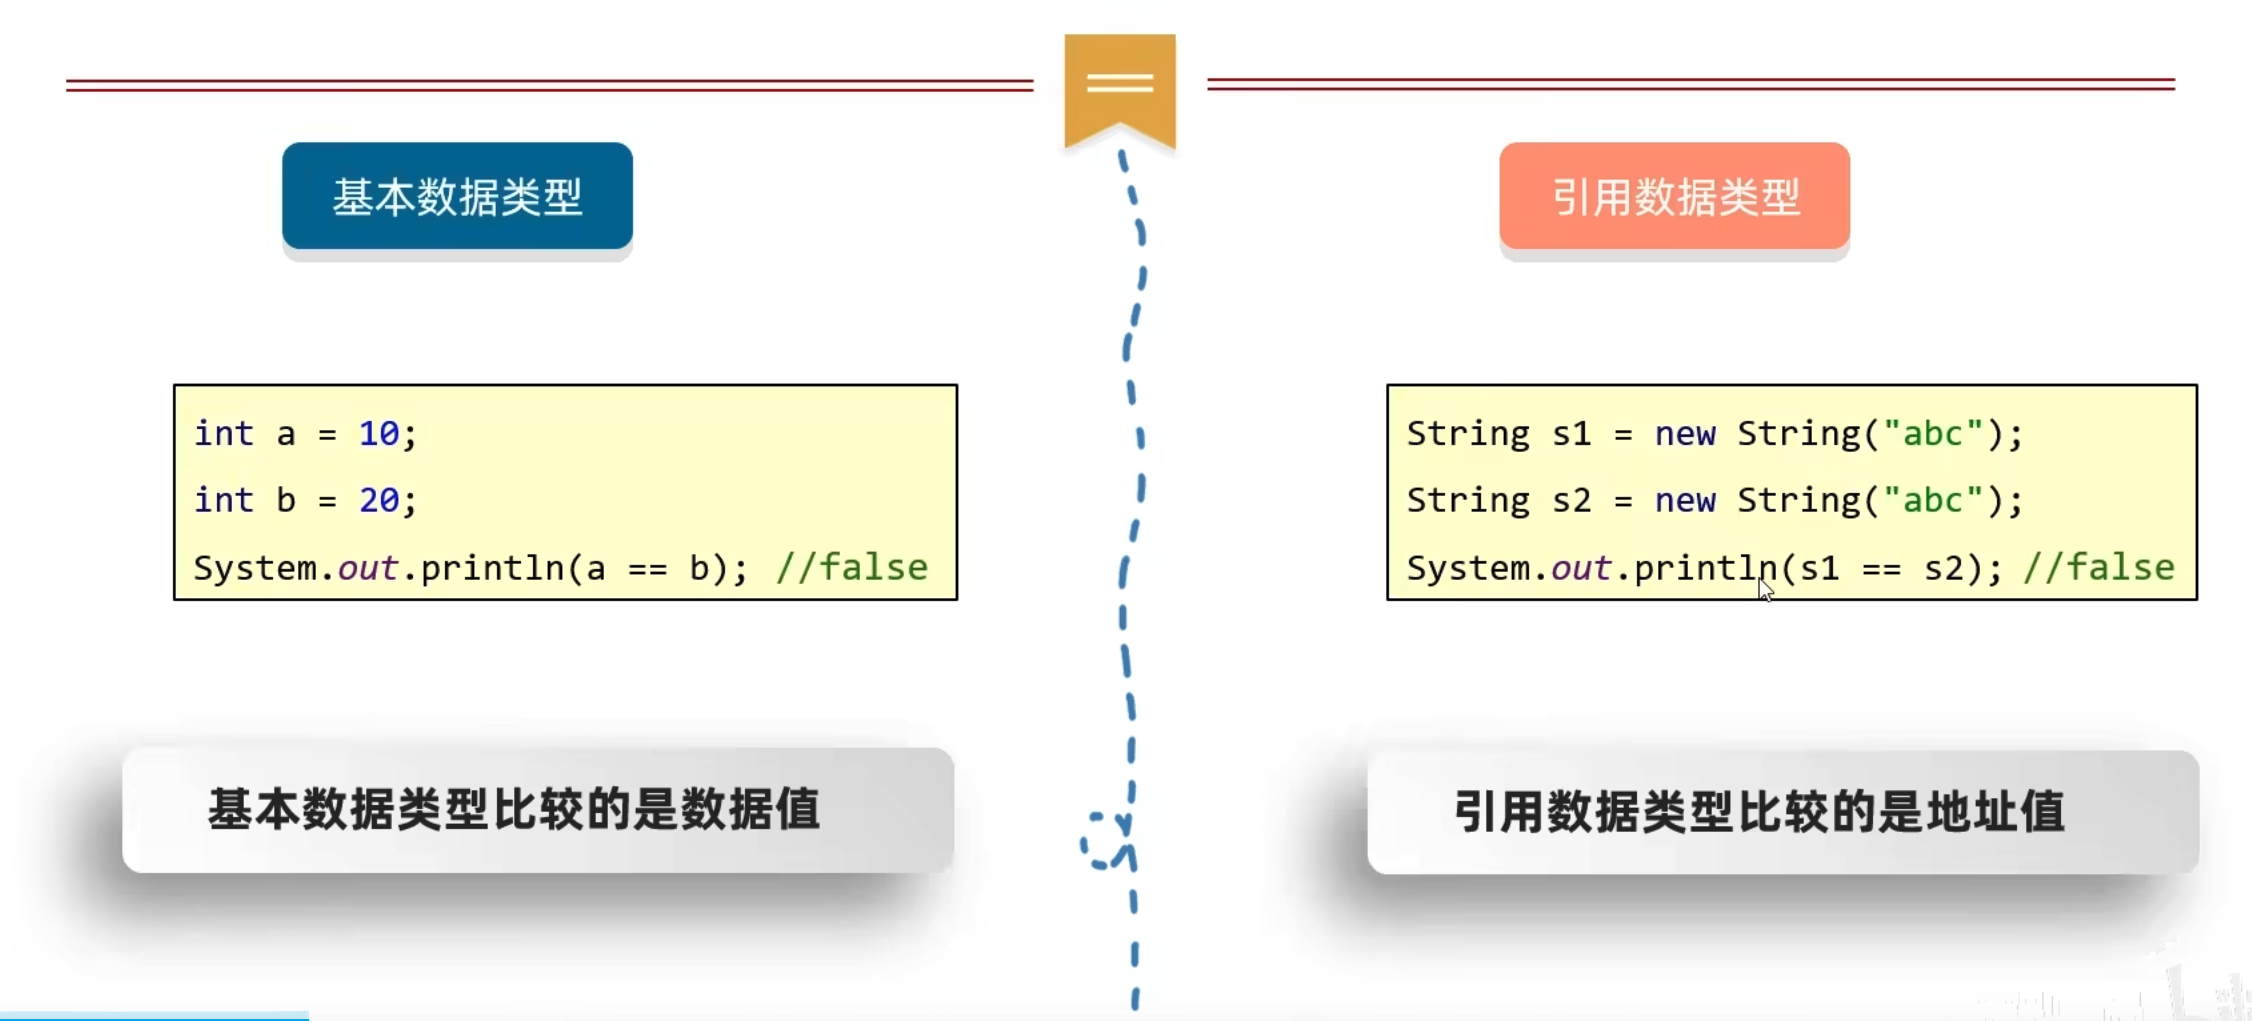 基本数据类型
引用数据类型
int a = 10;
int b = 20;
System.out.println(a == b); //false
String s1 = new String("abc");
String s2 = new String("abc");
System.out.println(s1 == s2); //false
基本数据类型比较的是数据值
引用数据类型比较的是地址值